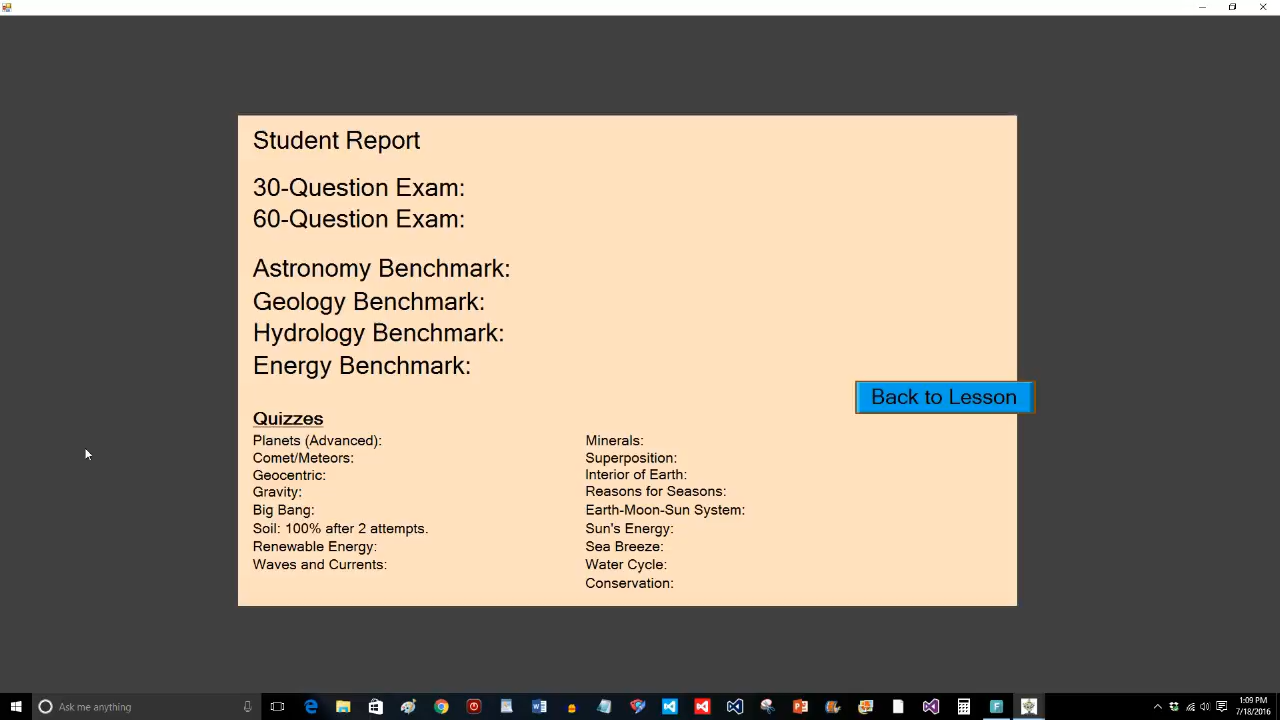 Student Report
30-Question Exam:
60-Question Exam:
Astronomy Benchmark:
Geology Benchmark:
Hydrology Benchmark:
Energy Benchmark:
Back to Lesson
Quizzes
Planets (Advanced):
Comet/Meteors:
Geocentric:
Gravity:
Big Bang:
Soil: 100% after 2 attempts.
Renewable Energy:
Waves and Currents:
Minerals:
Superposition:
Interior of Earth:
Reasons for Seasons:
Earth-Moon-Sun System:
Sun's Energy:
Sea Breeze:
Water Cycle:
Conservation:
Ask me anything
1:09 PM
7/18/2016